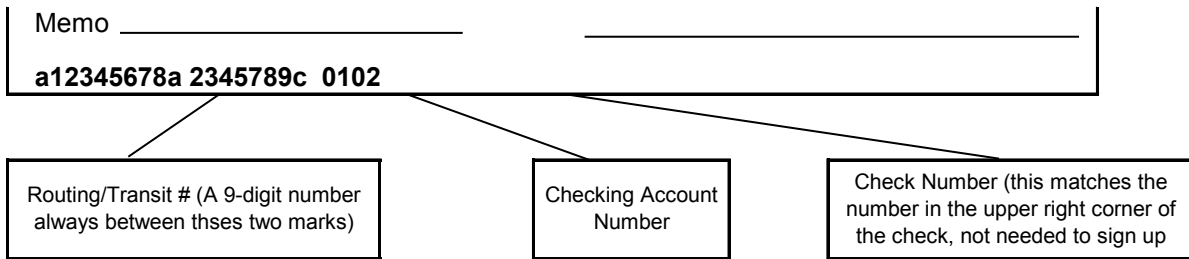 Memo
a12345678a 2345789c 0102
Routing/Transit # (A 9-digit number
always between thses two marks)
Checking Account
Number
Check Number (this matches the
number in the upper right corner of
the check, not needed to sign up